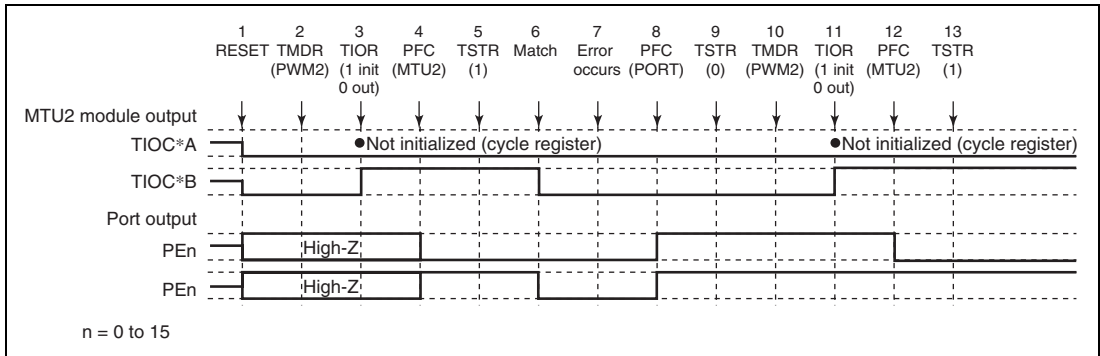 1 2 3 4 5 6 7 8 9 10 11 12 13
RESET TMDR TIOR PFC TSTR Match Error PFC TSTR TMDR TIOR PFC TSTR
(PWM2) (1 init (MTU2) (1) occurs (PORT) (0) (PWM2) (1 init (MTU2) (1)
0 out) 0 out)
MTU2 module output
TIOC*A ●Not initialized (cycle register) ●Not initialized (cycle register)
TIOC*B
Port output
PEn High-Z
PEn High-Z
n = 0 to 15